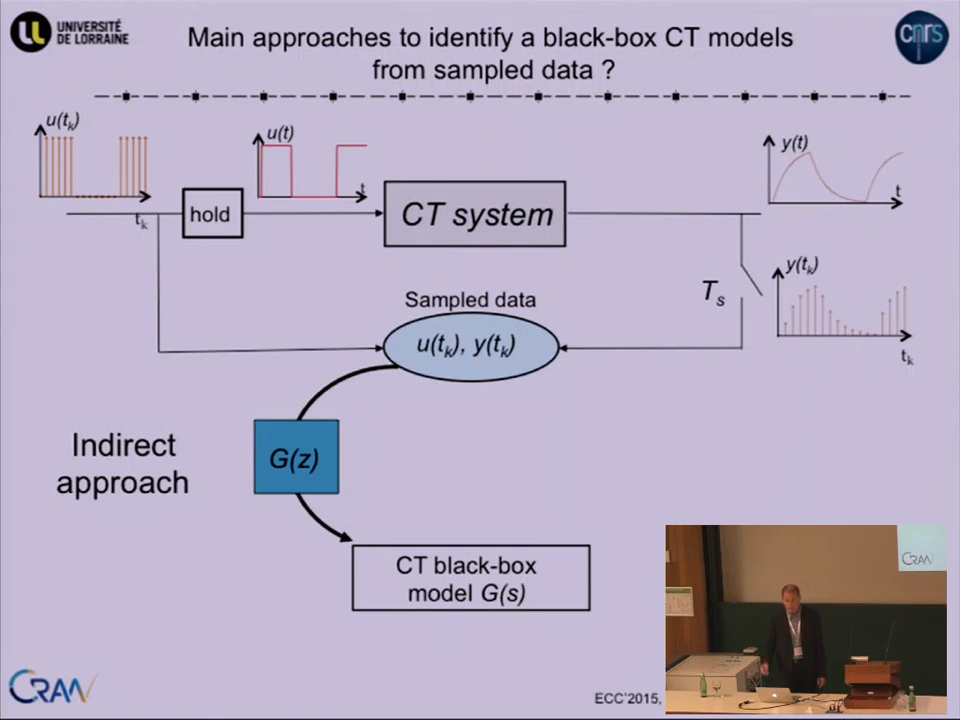 UNIVERSITÉ
DE LORRAINE
Main approaches to identify a black-box CT models
from sampled data ?
cnrs
u(tk)
tk
hold
u(t)
t
CT system
y(t)
t
Ts
y(tk)
tk
Sampled data
u(tk), y(tk)
Indirect
approach
G(z)
CT black-box
model G(s)
CRAN
ECC'2015,
CRAN